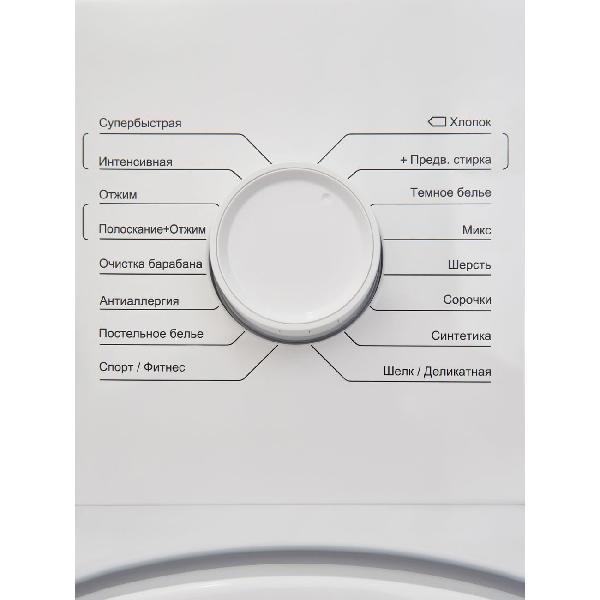 Супербыстрая
Интенсивная
Отжим
Полоскание+Отжим
Очистка барабана
Антиаллергия
Постельное белье
Спорт / Фитнес
Хлопок
+ Предв. стирка
Темное белье
Микс
Шерсть
Сорочки
Синтетика
Шелк / Деликатная